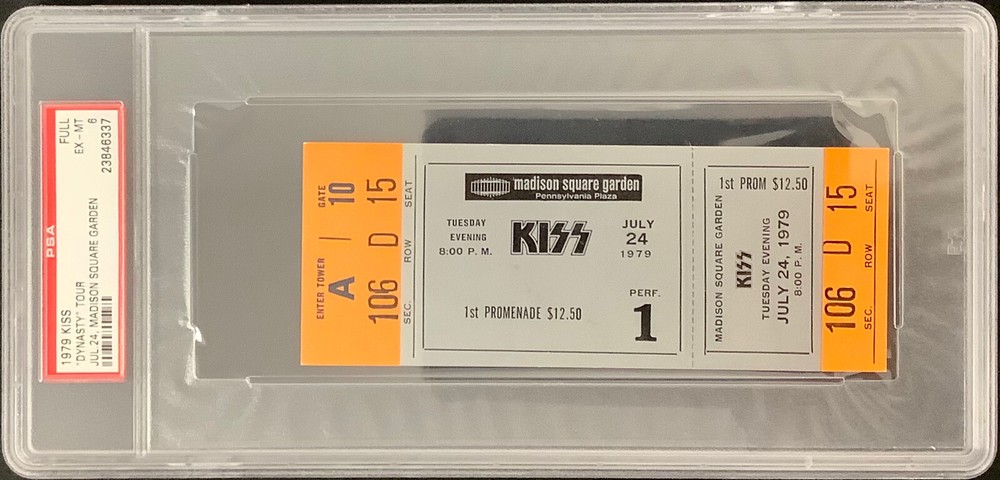 1979 KISS FULL
"DYNASTY" TOUR EX-MT
JUL.24, MADISON SQUARE GARDEN 6
23846337
PSA
ENTER TOWER / GATE
A 10
106 D 15
SEC. ROW SEAT
madison square garden
Pennsylvania Plaza
TUESDAY
EVENING
8:00 P. M.
KISS
JULY
24
1979
1st PROMENADE $12.50
PERF.
1
1st PROM $12.50
MADISON SQUARE GARDEN
KISS
TUESDAY EVENING
JULY 24, 1979
8:00 P. M.
106 D 15
SEC. ROW SEAT